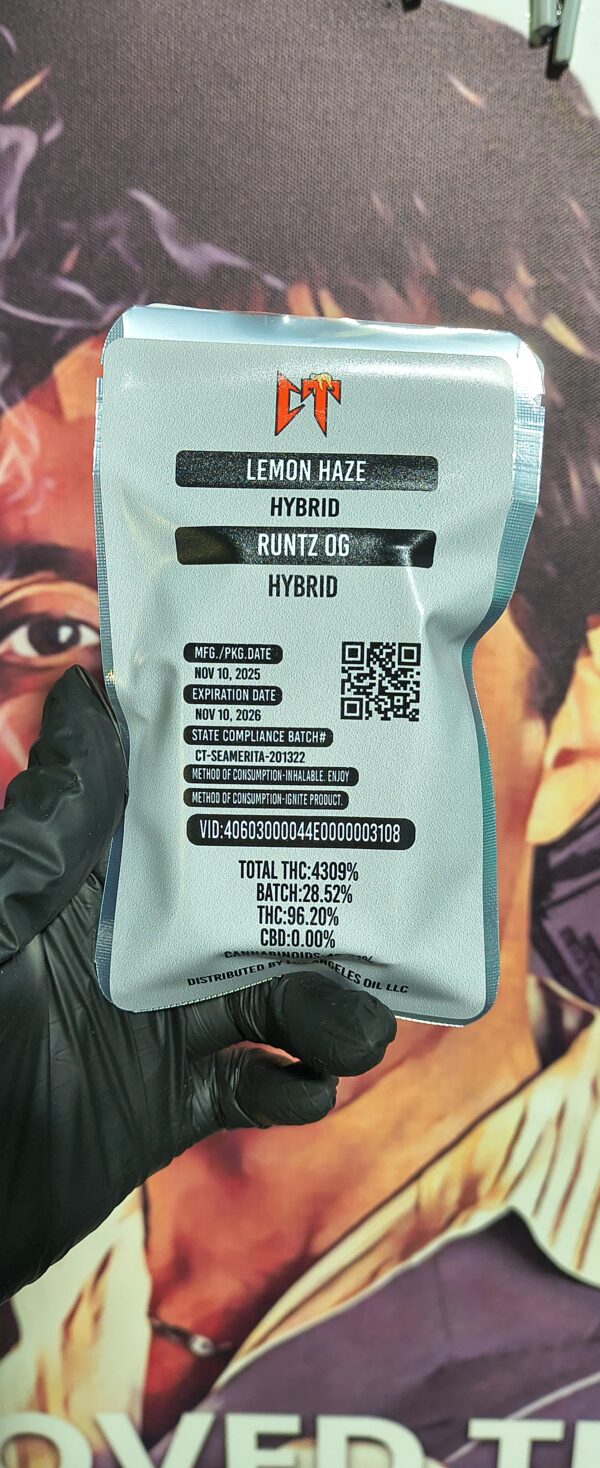 CT
LEMON HAZE
HYBRID
RUNTZ OG
HYBRID
MFG./PKG.DATE
NOV 10, 2025
EXPIRATION DATE
NOV 10, 2026
STATE COMPLIANCE BATCH#
CT-SEAMERITA-201322
METHOD OF CONSUMPTION-INHALABLE. ENJOY
METHOD OF CONSUMPTION-IGNITE PRODUCT.
VID:40603000044E0000003108
TOTAL THC:4309%
BATCH:28.52%
THC:96.20%
CBD:0.00%
CANNABINOIDS
DISTRIBUTED BY LOS ANGELES OIL LLC